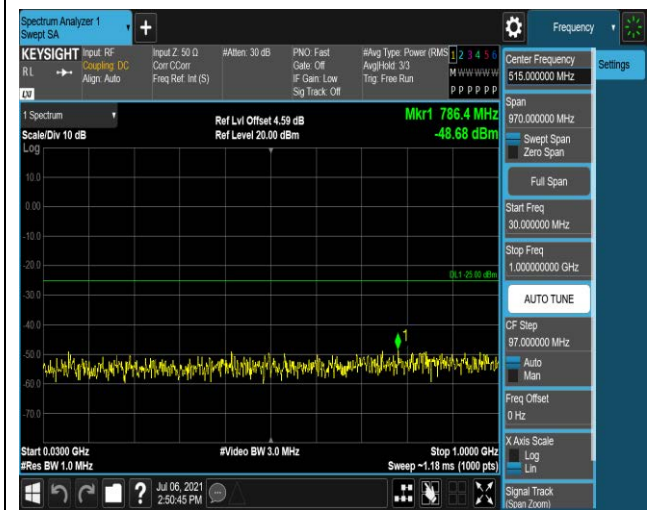 Spectrum Analyzer 1
Swept SA
+
Frequency
KEYSIGHT
RL
LXI
Input: RF
Coupling: DC
Align: Auto
Input Z: 50 Ω
Corr CCorr
Freq Ref: Int (S)
#Atten: 30 dB
PNO: Fast
Gate: Off
IF Gain: Low
Sig Track: Off
#Avg Type: Power (RMS
Avg|Hold: 3/3
Trig: Free Run
1 2 3 4 5 6
M W W W W W
P P P P P P
1 Spectrum
Scale/Div 10 dB
Ref Lvl Offset 4.59 dB
Ref Level 20.00 dBm
Mkr1 786.4 MHz
-48.68 dBm
Log
10.0
0.00
-10.0
-20.0
DL1 -25.00 dBm
-30.0
-40.0
1
-50.0
-60.0
-70.0
Start 0.0300 GHz
#Res BW 1.0 MHz
#Video BW 3.0 MHz
Stop 1.0000 GHz
Sweep ~1.18 ms (1000 pts)
Center Frequency
515.000000 MHz
Settings
Span
970.000000 MHz
Swept Span
Zero Span
Full Span
Start Freq
30.000000 MHz
Stop Freq
1.000000000 GHz
AUTO TUNE
CF Step
97.000000 MHz
Auto
Man
Freq Offset
0 Hz
X Axis Scale
Log
Lin
Signal Track
(Span Zoom)
?
Jul 06, 2021
2:50:45 PM